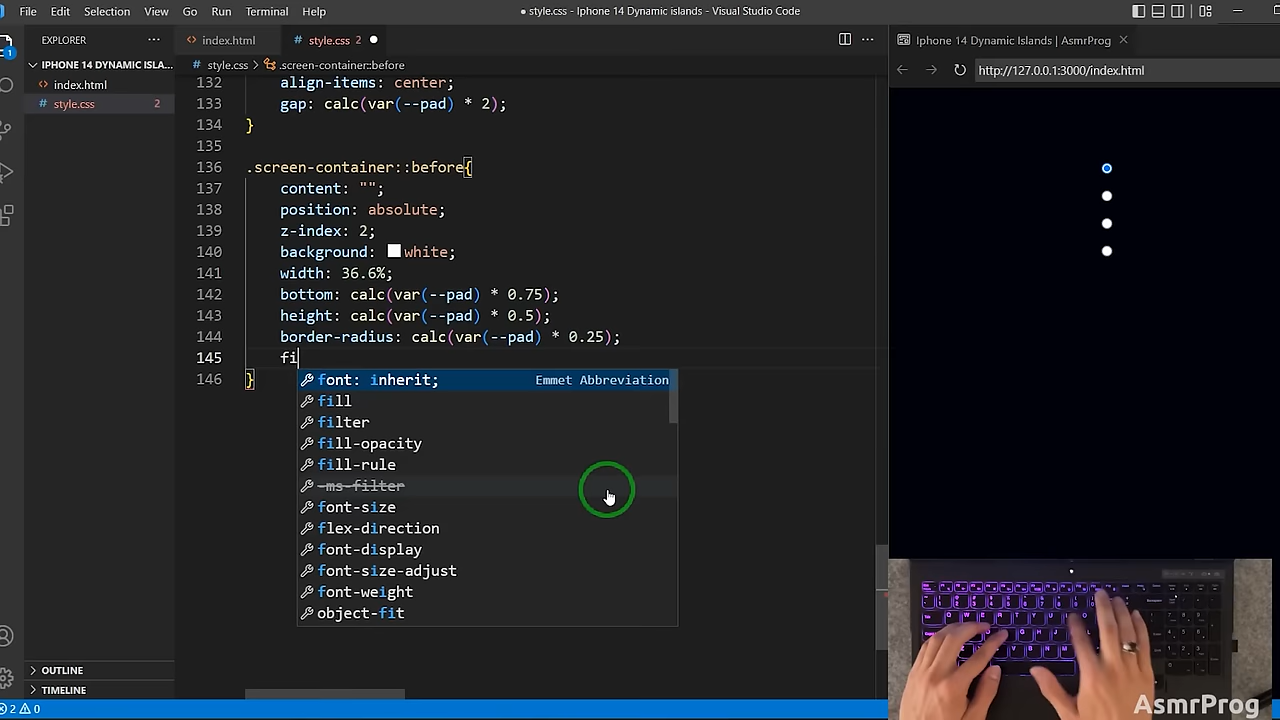 File Edit Selection View Go Run Terminal Help
● style.css - Iphone 14 Dynamic islands - Visual Studio Code
EXPLORER ···
index.html
style.css 2 ●
Iphone 14 Dynamic Islands | AsmrProg
IPHONE 14 DYNAMIC ISLA...
style.css > .screen-container::before
http://127.0.0.1:3000/index.html
1
index.html
style.css 2
132 align-items: center;
133 gap: calc(var(--pad) * 2);
134 }
135
136 .screen-container::before{
137 content: "";
138 position: absolute;
139 z-index: 2;
140 background: white;
141 width: 36.6%;
142 bottom: calc(var(--pad) * 0.75);
143 height: calc(var(--pad) * 0.5);
144 border-radius: calc(var(--pad) * 0.25);
145 fi
146 }
font: inherit; Emmet Abbreviation
fill
filter
fill-opacity
fill-rule
-ms-filter
font-size
flex-direction
font-display
font-size-adjust
font-weight
object-fit
OUTLINE
TIMELINE
2 0
AsmrProg